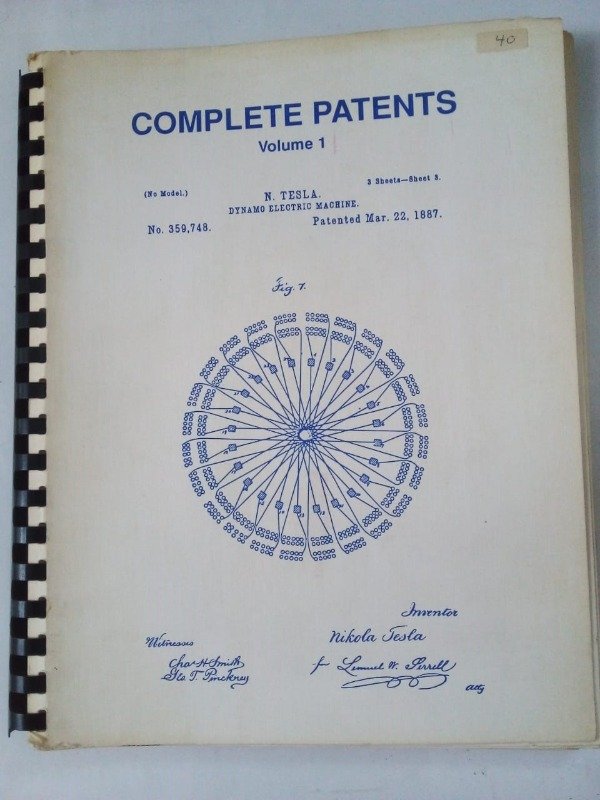 40
COMPLETE PATENTS
Volume 1
(No Model.)
3 Sheets—Sheet 3.
N. TESLA.
DYNAMO ELECTRIC MACHINE.
No. 359,748.
Patented Mar. 22, 1887.
Fig. 7.
Inventor
Witnesses
Nikola Tesla
Chas H Smith
Geo. T. Pinckney
Lemuel W. Serrell
atty